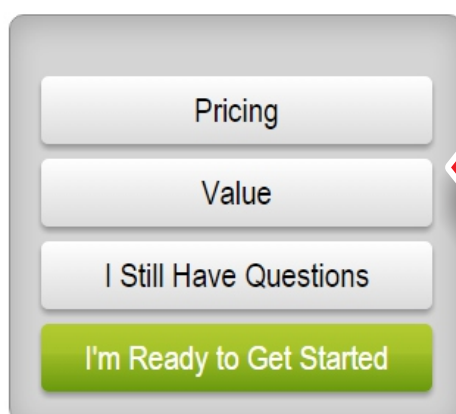 Pricing
Value
I Still Have Questions
I'm Ready to Get Started